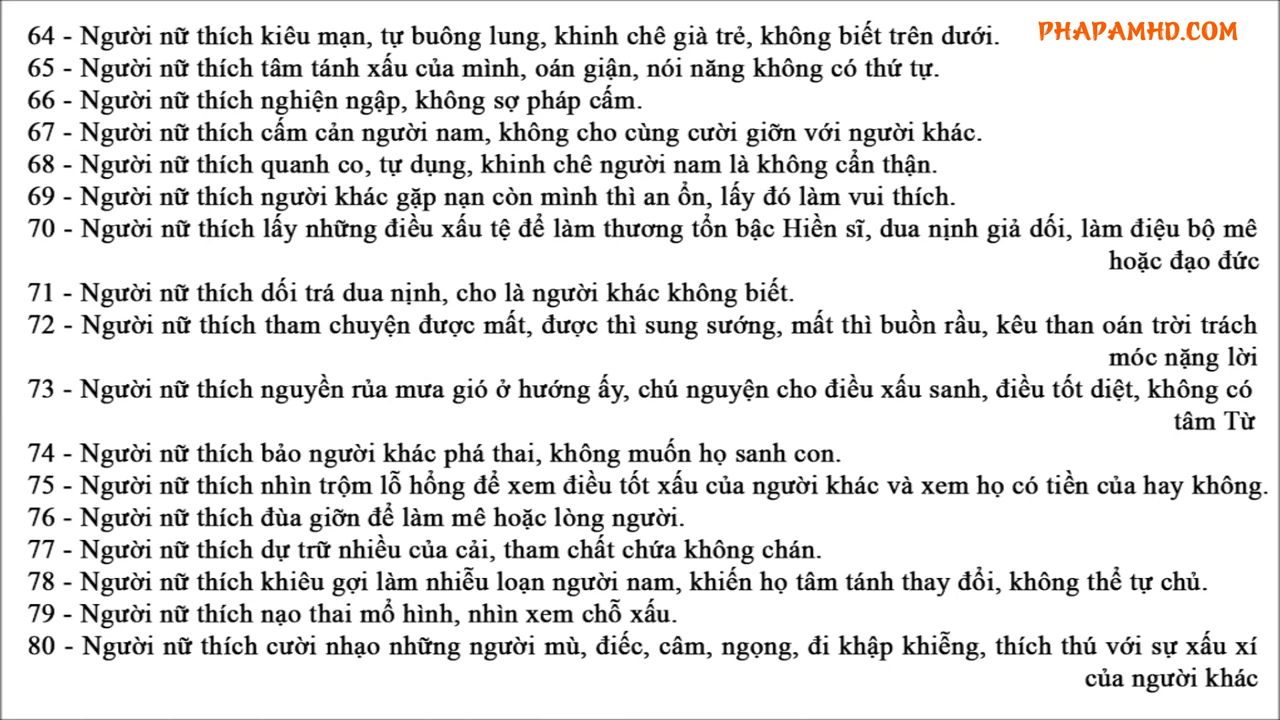 PHAPAMHD.COM
64 - Người nữ thích kiêu mạn, tự buông lung, khinh chê già trẻ, không biết trên dưới.
65 - Người nữ thích tâm tánh xấu của mình, oán giận, nói năng không có thứ tự.
66 - Người nữ thích nghiện ngập, không sợ pháp cấm.
67 - Người nữ thích cấm cản người nam, không cho cùng cười giỡn với người khác.
68 - Người nữ thích quanh co, tự dụng, khinh chê người nam là không cẩn thận.
69 - Người nữ thích người khác gặp nạn còn mình thì an ổn, lấy đó làm vui thích.
70 - Người nữ thích lấy những điều xấu tệ để làm thương tổn bậc Hiền sĩ, dua nịnh giả dối, làm điệu bộ mê
hoặc đạo đức
71 - Người nữ thích dối trá dua nịnh, cho là người khác không biết.
72 - Người nữ thích tham chuyện được mất, được thì sung sướng, mất thì buồn rầu, kêu than oán trời trách
móc nặng lời
73 - Người nữ thích nguyền rủa mưa gió ở hướng ấy, chú nguyện cho điều xấu sanh, điều tốt diệt, không có
tâm Từ
74 - Người nữ thích bảo người khác phá thai, không muốn họ sanh con.
75 - Người nữ thích nhìn trộm lỗ hổng để xem điều tốt xấu của người khác và xem họ có tiền của hay không.
76 - Người nữ thích đùa giỡn để làm mê hoặc lòng người.
77 - Người nữ thích dự trữ nhiều của cải, tham chất chứa không chán.
78 - Người nữ thích khiêu gợi làm nhiễu loạn người nam, khiến họ tâm tánh thay đổi, không thể tự chủ.
79 - Người nữ thích nạo thai mổ hình, nhìn xem chỗ xấu.
80 - Người nữ thích cười nhạo những người mù, điếc, câm, ngọng, đi khập khiễng, thích thú với sự xấu xí
của người khác